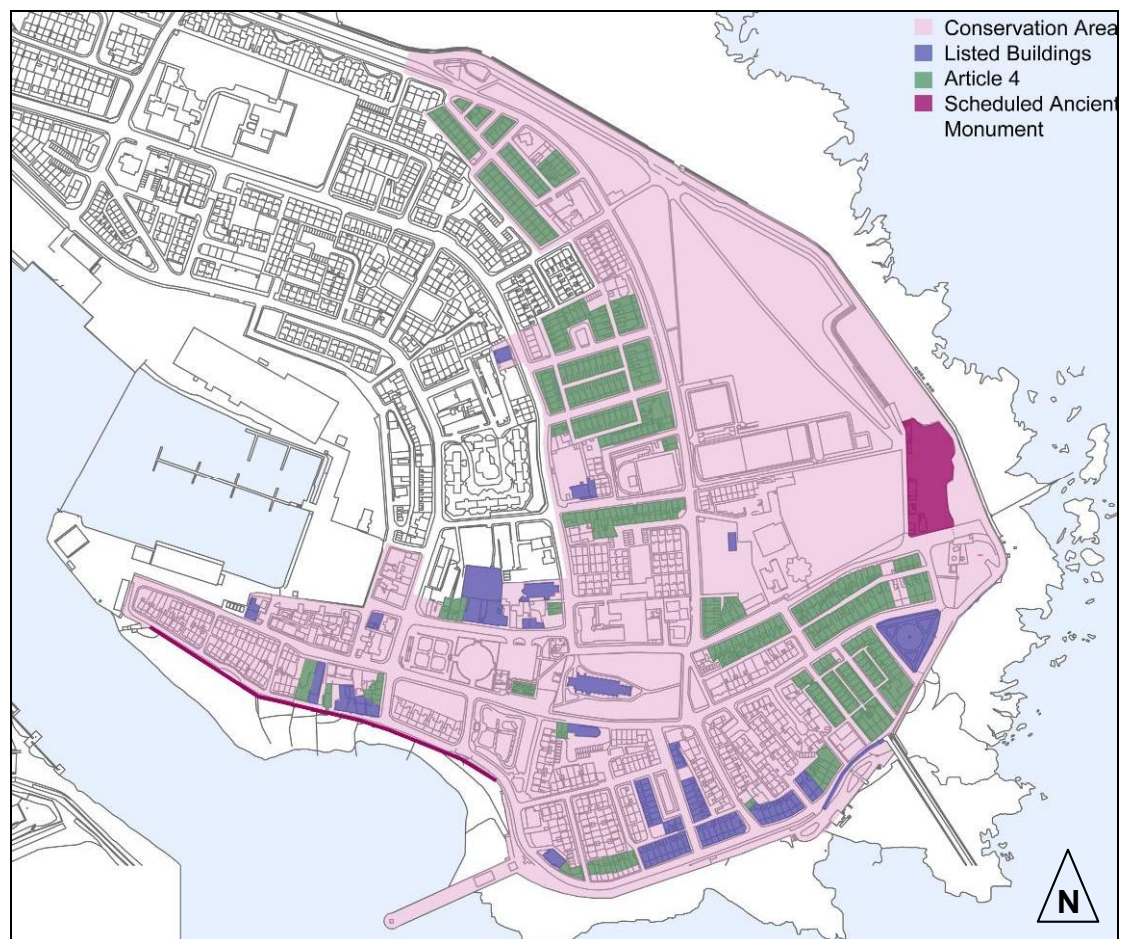 Conservation Area
Listed Buildings
Article 4
Scheduled Ancient
Monument
N